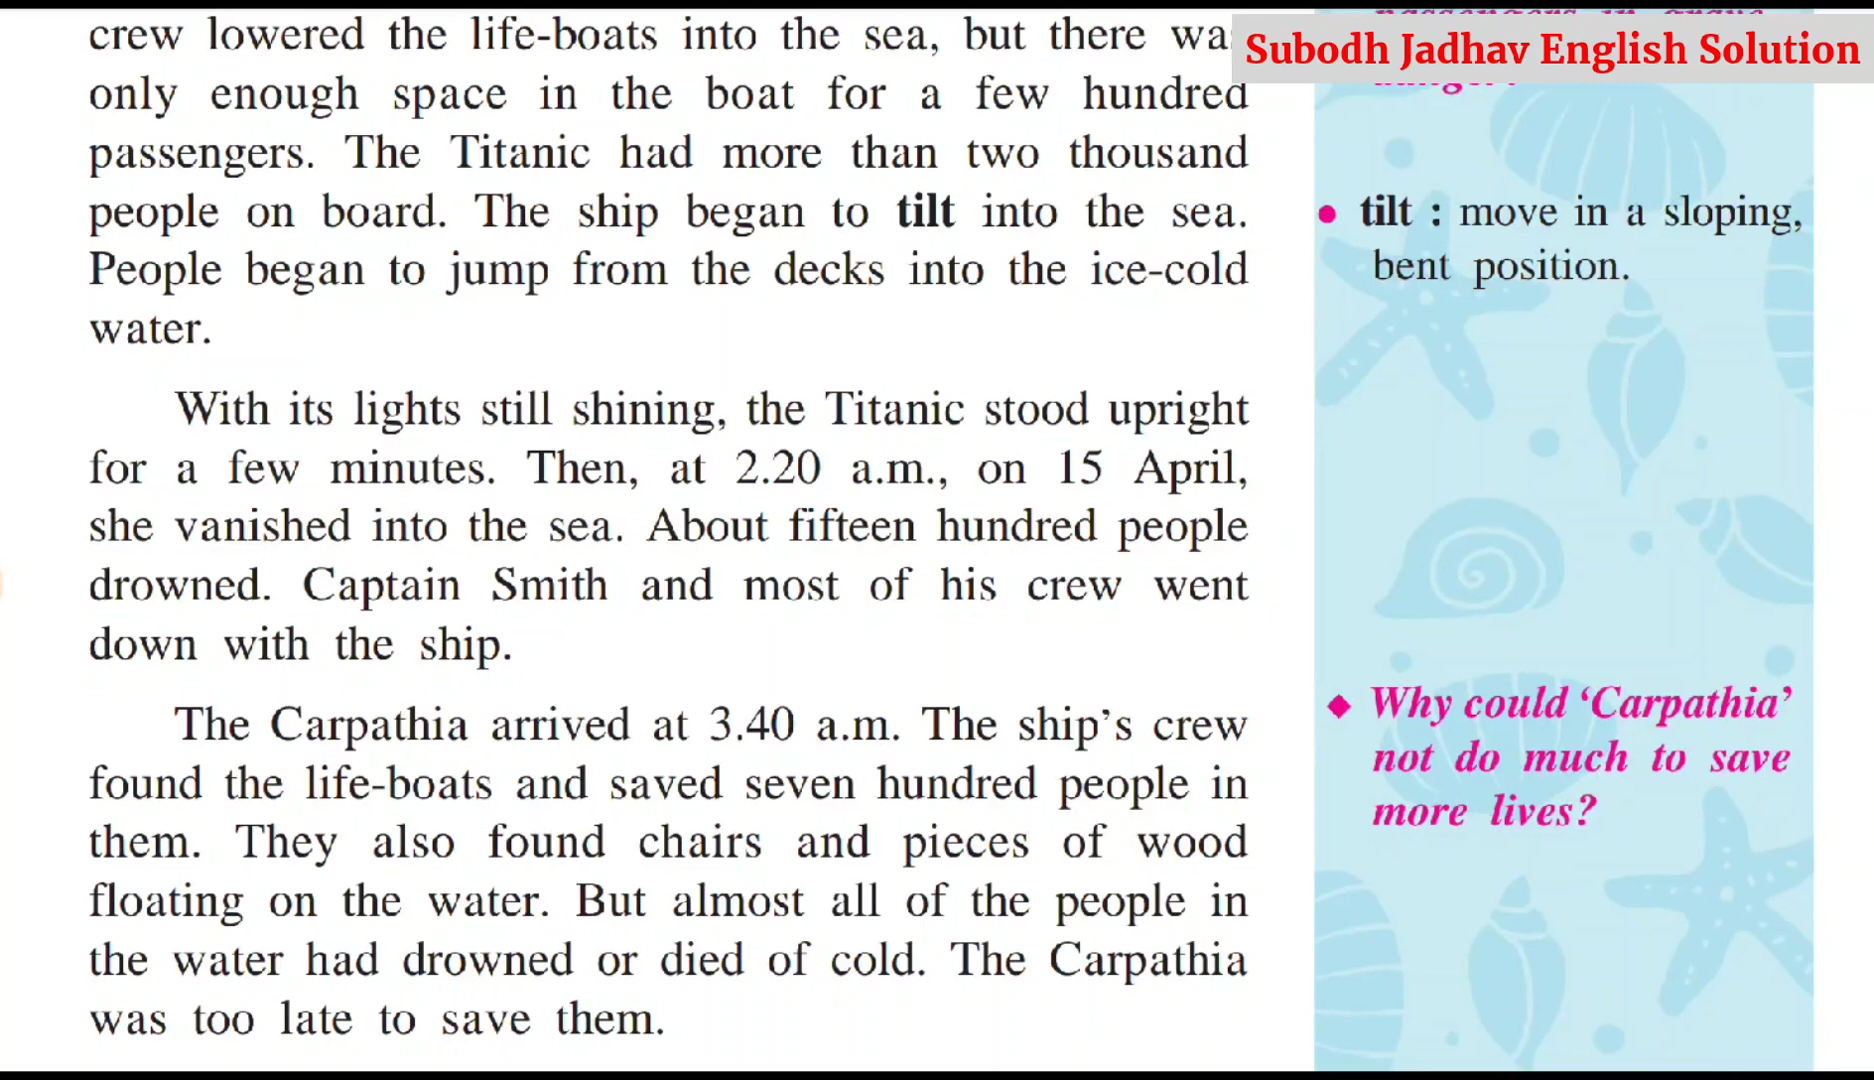 crew lowered the life-boats into the sea, but there wa
only enough space in the boat for a few hundred
passengers. The Titanic had more than two thousand
people on board. The ship began to tilt into the sea.
People began to jump from the decks into the ice-cold
water.
With its lights still shining, the Titanic stood upright
for a few minutes. Then, at 2.20 a.m., on 15 April,
she vanished into the sea. About fifteen hundred people
drowned. Captain Smith and most of his crew went
down with the ship.
The Carpathia arrived at 3.40 a.m. The ship's crew
found the life-boats and saved seven hundred people in
them. They also found chairs and pieces of wood
floating on the water. But almost all of the people in
the water had drowned or died of cold. The Carpathia
was too late to save them.
Subodh Jadhav English Solution
• tilt : move in a sloping,
bent position.
◆ Why could ‘Carpathia’
not do much to save
more lives?